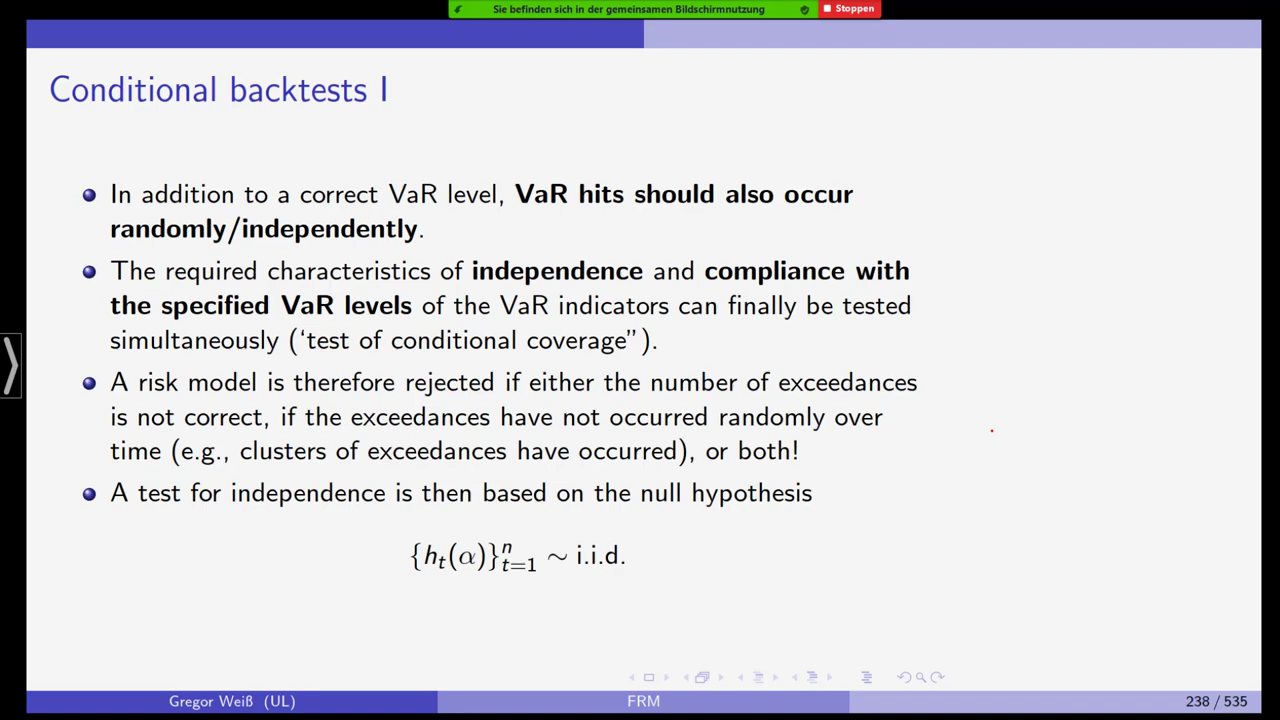 Sie befinden sich in der gemeinsamen Bildschirmnutzung
Stoppen
Conditional backtests I
In addition to a correct VaR level, VaR hits should also occur
randomly/independently.
The required characteristics of independence and compliance with
the specified VaR levels of the VaR indicators can finally be tested
simultaneously (‘test of conditional coverage”).
A risk model is therefore rejected if either the number of exceedances
is not correct, if the exceedances have not occurred randomly over
time (e.g., clusters of exceedances have occurred), or both!
A test for independence is then based on the null hypothesis
{h_t(α)}_{t=1}^n ∼ i.i.d.
Gregor Weiß (UL)
FRM
238 / 535